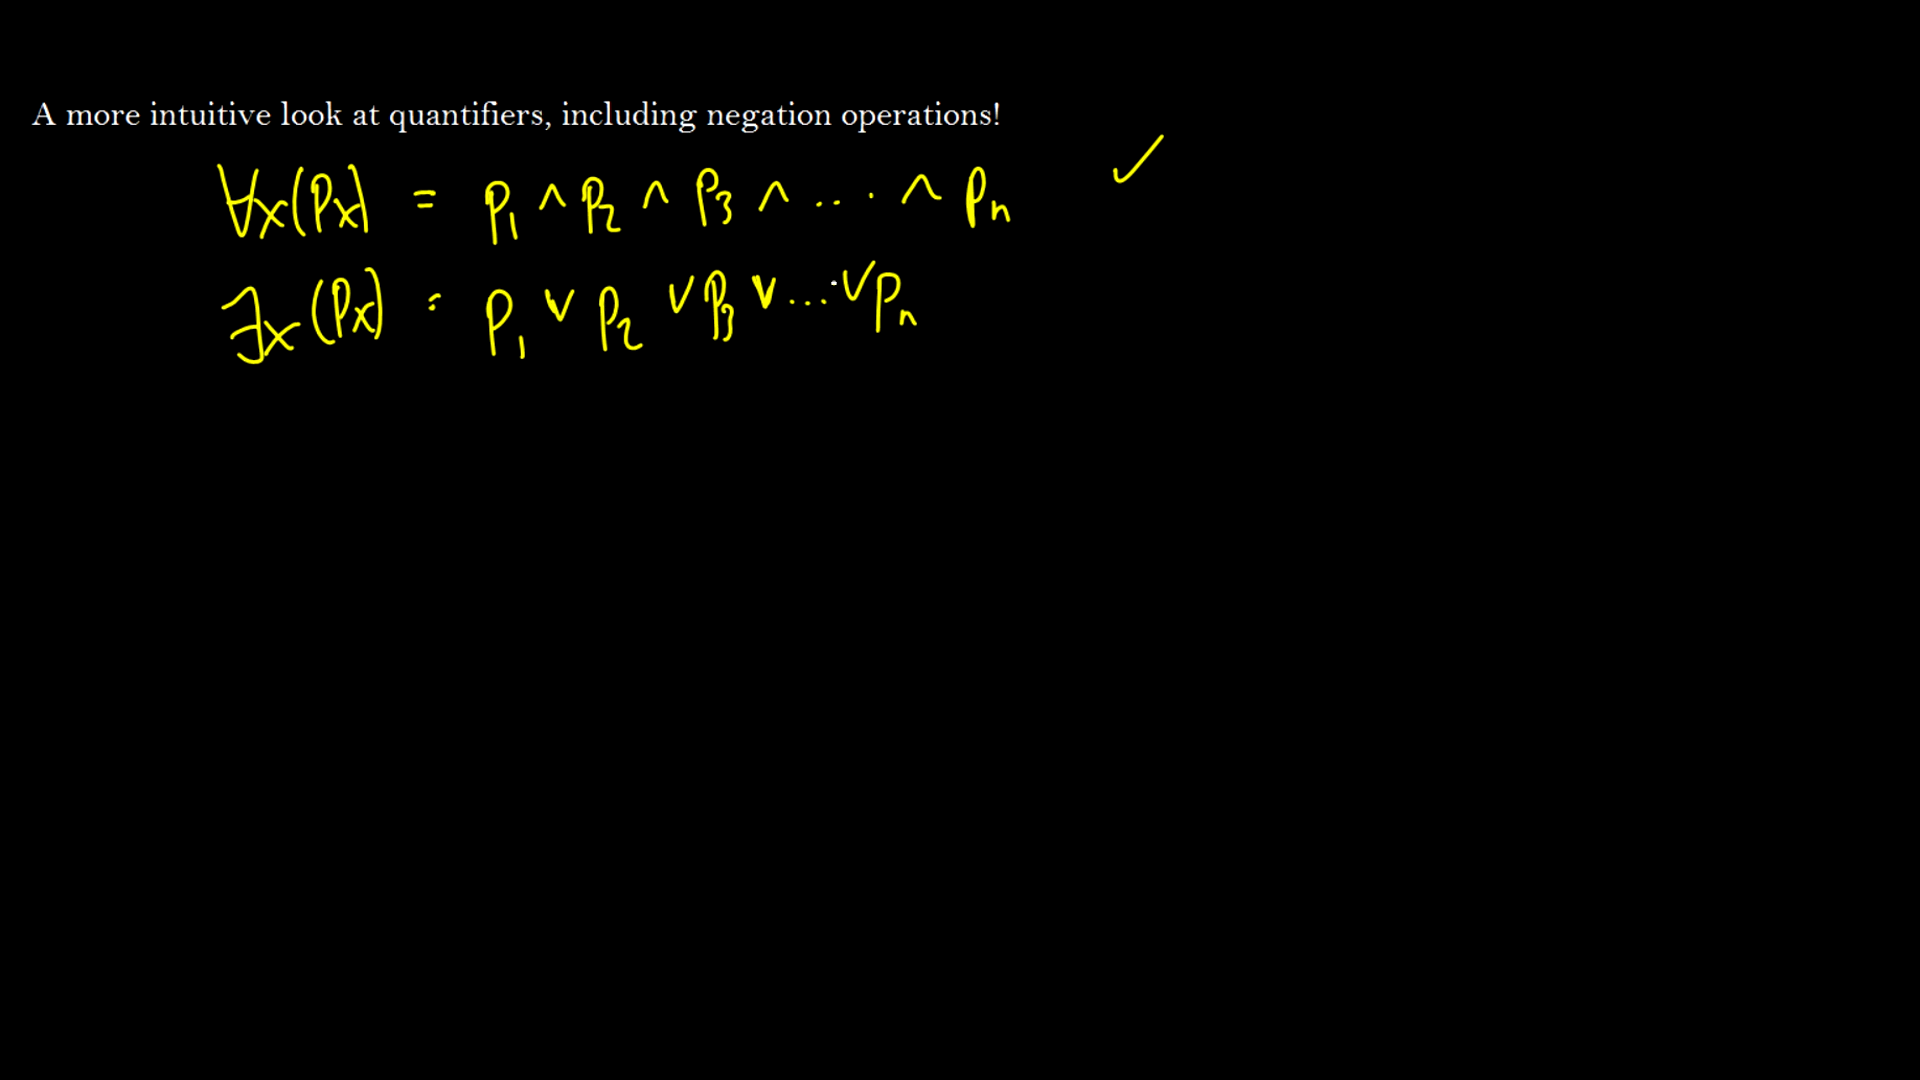 A more intuitive look at quantifiers, including negation operations!
∀x(Px) = P₁ ∧ P₂ ∧ P₃ ∧ .... ∧ Pₙ ✓
∃x(Px) = P₁ ∨ P₂ ∨ P₃ ∨ ... ∨ Pₙ